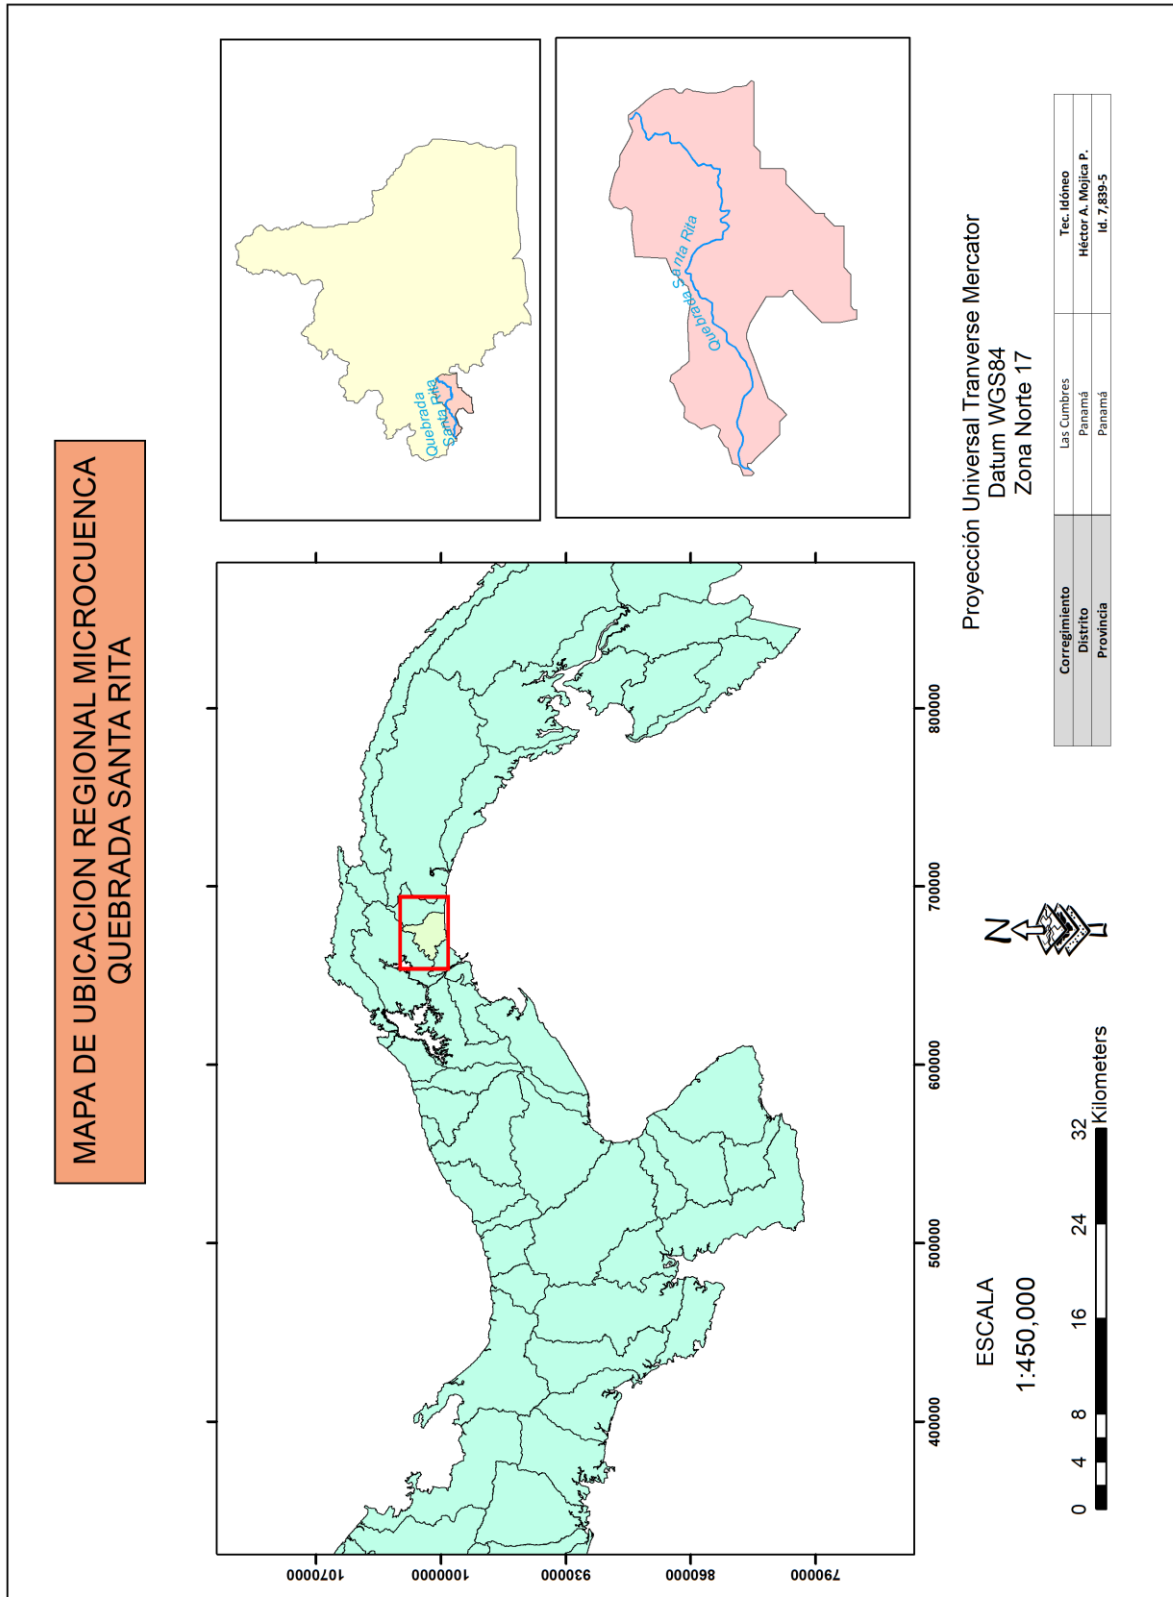 MAPA DE UBICACION REGIONAL MICROCUENCA
QUEBRADA SANTA RITA
1070000
1000000
930000
860000
790000
400000
500000
600000
700000
800000
Quebrada
Santa Rita
Quebrada Santa Rita
ESCALA
1:450,000
0 4 8 16 24 32
Kilometers
N
Proyección Universal Tranverse Mercator
Datum WGS84
Zona Norte 17
Corregimiento Las Cumbres Tec. Idóneo
Distrito Panamá Héctor A. Mojica P.
Provincia Panamá Id. 7,839-5